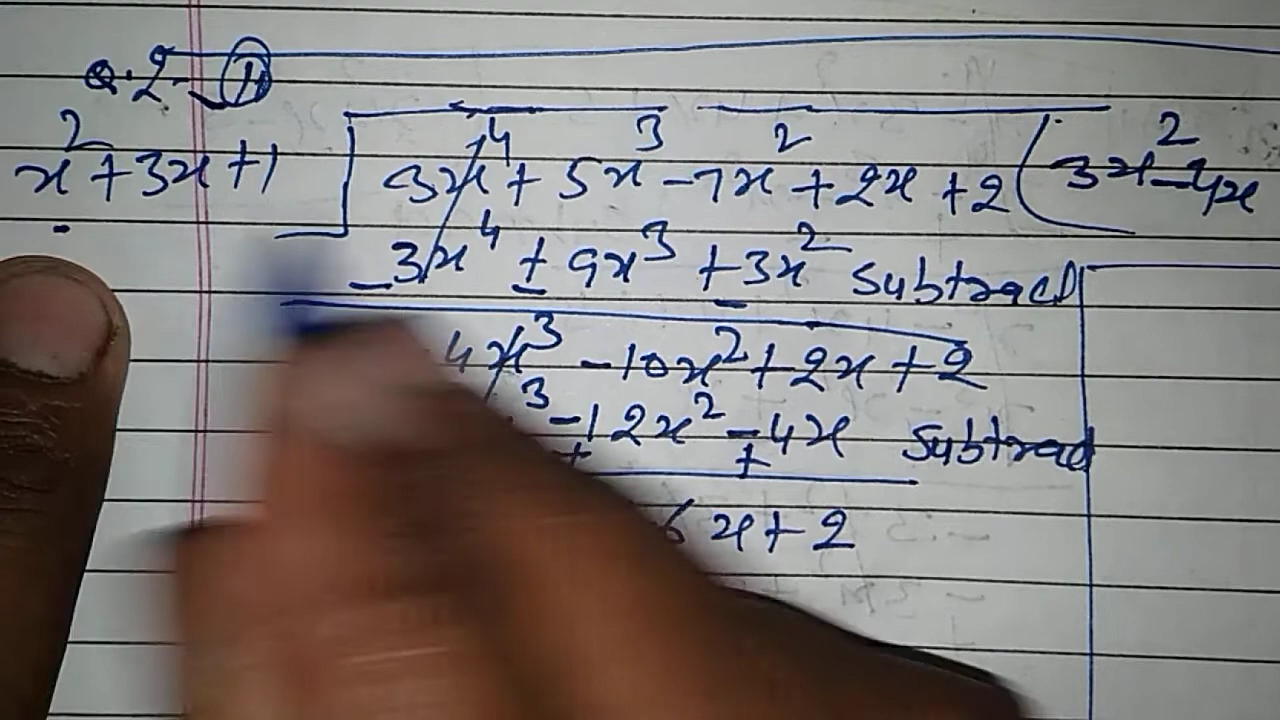 Q.2 (ii)
x²+3x+1 3x⁴+ 5x³ -7x² + 2x +2 ( 3x²-4x
3x⁴ ± 9x³ +3x² Subtract
4x³ -10x²+2x+2
³ -12x² -4x Subtract
+ +
6x+2